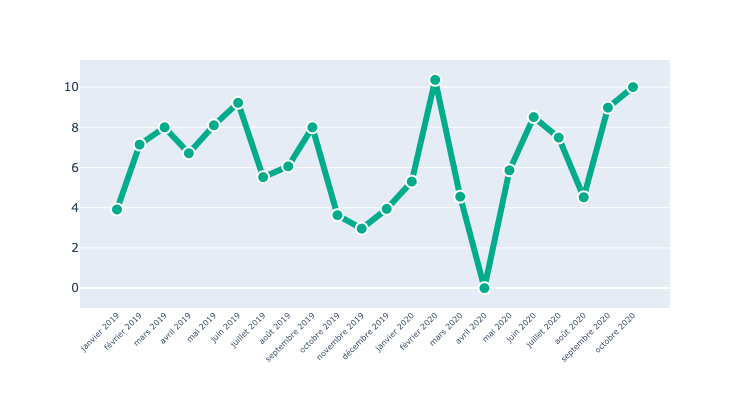 10
8
6
4
2
0
janvier 2019
février 2019
mars 2019
avril 2019
mai 2019
juin 2019
juillet 2019
août 2019
septembre 2019
octobre 2019
novembre 2019
décembre 2019
janvier 2020
février 2020
mars 2020
avril 2020
mai 2020
juin 2020
juillet 2020
août 2020
septembre 2020
octobre 2020